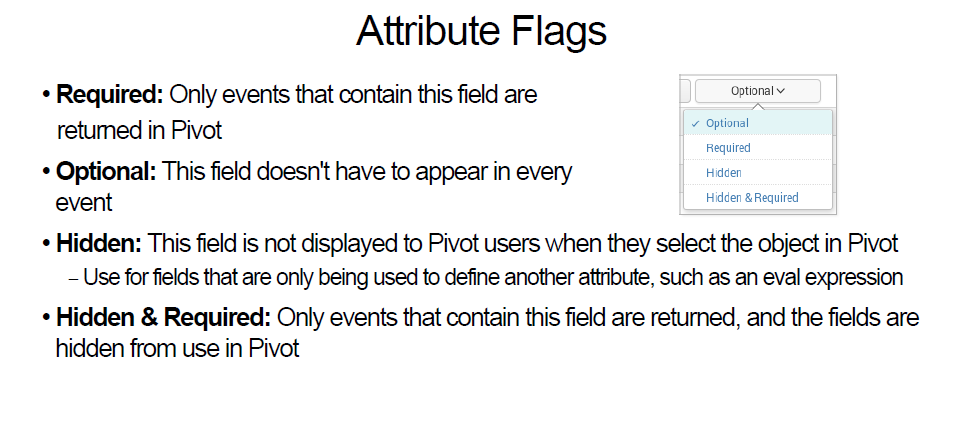 Attribute Flags
• Required: Only events that contain this field are
returned in Pivot
• Optional: This field doesn't have to appear in every
event
• Hidden: This field is not displayed to Pivot users when they select the object in Pivot
– Use for fields that are only being used to define another attribute, such as an eval expression
• Hidden & Required: Only events that contain this field are returned, and the fields are
hidden from use in Pivot
Optional
✓ Optional
Required
Hidden
Hidden & Required